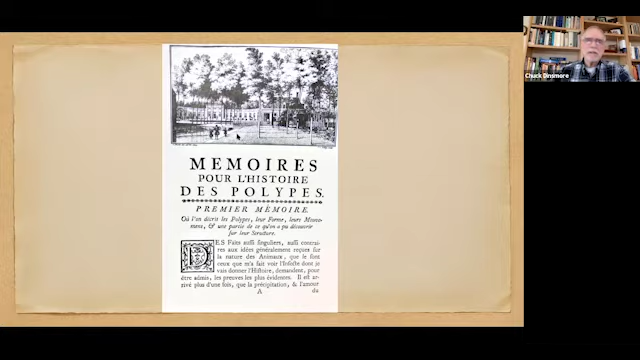 MEMOIRES
POUR L'HISTOIRE
DES POLYPES.
PREMIER MÉMOIRE.
Où l'on décrit les Polypes, leur Forme, leurs Mouve-
mens, & une partie de ce qu'on a pu découvrir
sur leur Structure.
DES Faits aussi singuliers, aussi contrai-
res aux idées généralement reçues sur
la nature des Animaux, que le sont
ceux que m'a fait voir l'Insecte dont je
vais donner l'Histoire, demandent, pour
être admis, les preuves les plus évidentes. Il est ar-
rivé plus d'une fois, que la précipitation, & l'amour
A du
Chuck Dinsmore